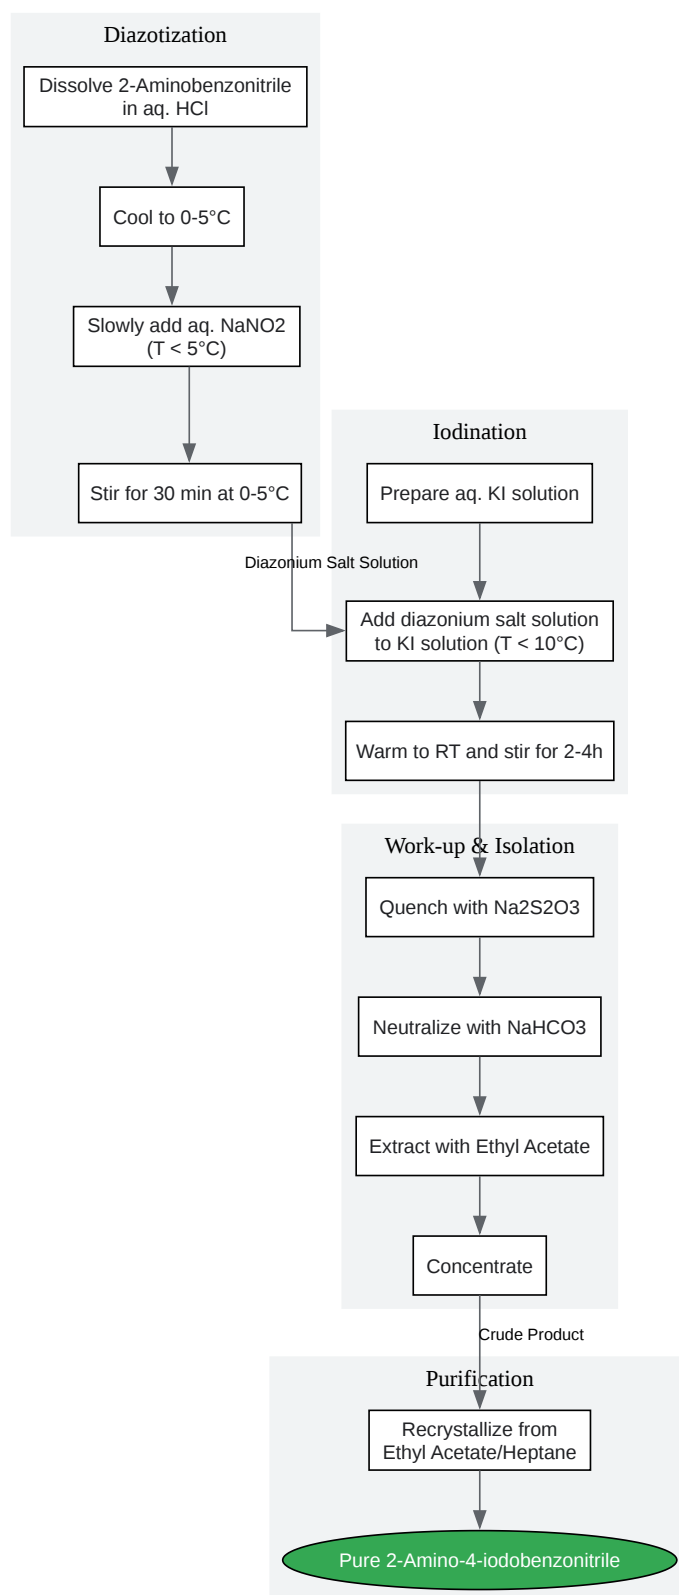 Diazotization
Dissolve 2-Aminobenzonitrile
in aq. HCl
Cool to 0-5°C
Slowly add aq. NaNO2
(T < 5°C)
Stir for 30 min at 0-5°C
Iodination
Prepare aq. KI solution
Diazonium Salt Solution
Add diazonium salt solution
to KI solution (T < 10°C)
Warm to RT and stir for 2-4h
Work-up & Isolation
Quench with Na2S2O3
Neutralize with NaHCO3
Extract with Ethyl Acetate
Concentrate
Crude Product
Purification
Recrystallize from
Ethyl Acetate/Heptane
Pure 2-Amino-4-iodobenzonitrile